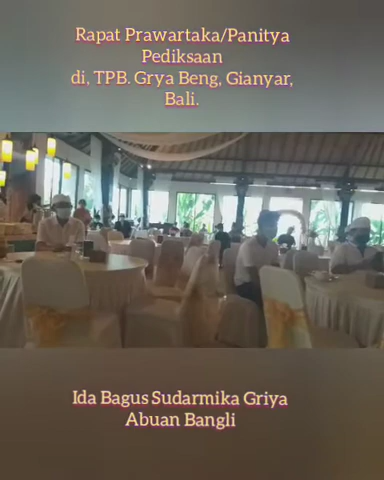 Rapat Prawartaka/Panitya
Pediksaan
di, TPB. Grya Beng, Gianyar,
Bali.
Ida Bagus Sudarmika Griya
Abuan Bangli